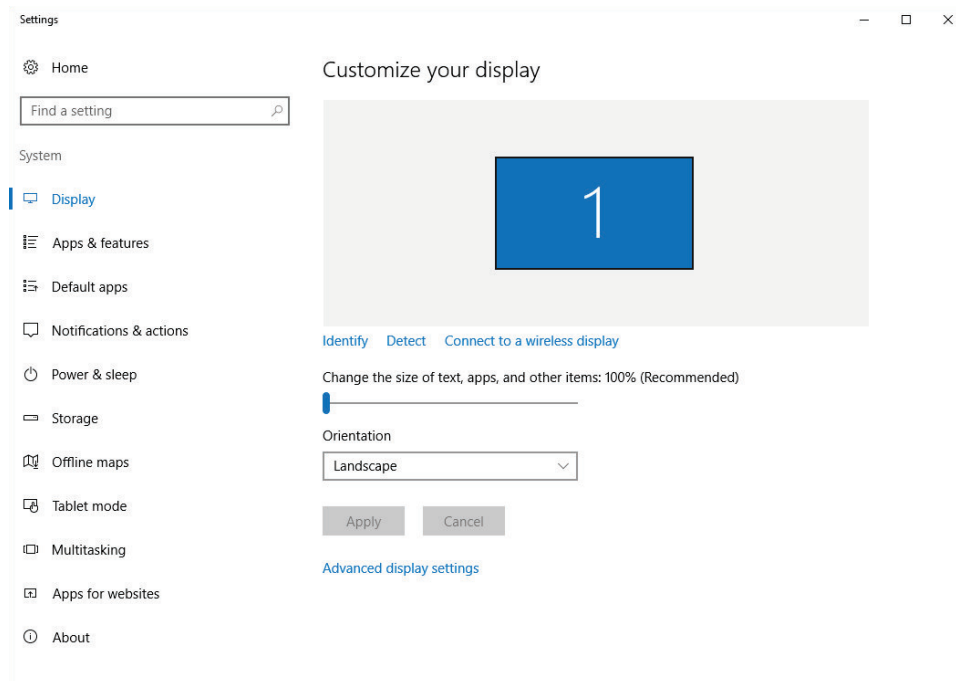 Settings
Home
Find a setting
System
Display
Apps & features
Default apps
Notifications & actions
Power & sleep
Storage
Offline maps
Tablet mode
Multitasking
Apps for websites
About
Customize your display
1
Identify Detect Connect to a wireless display
Change the size of text, apps, and other items: 100% (Recommended)
Orientation
Landscape
Apply Cancel
Advanced display settings